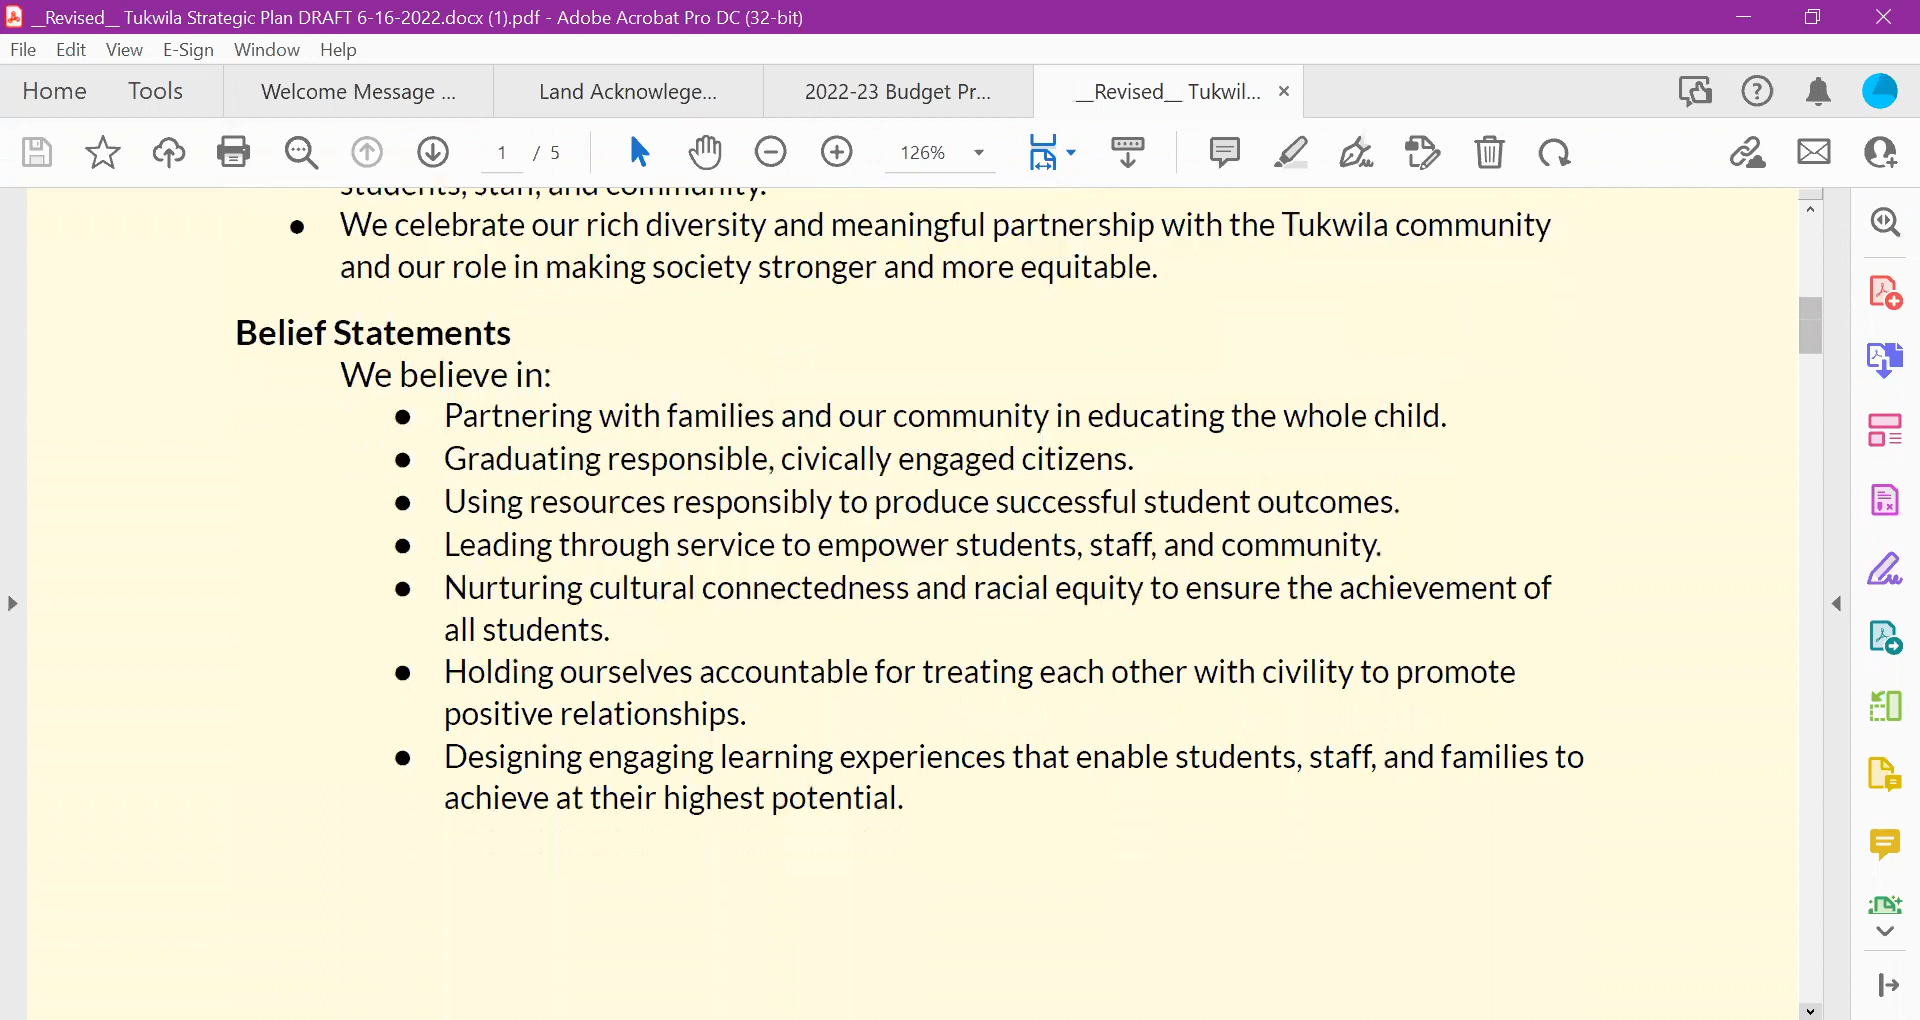 __Revised__ Tukwila Strategic Plan DRAFT 6-16-2022.docx (1).pdf - Adobe Acrobat Pro DC (32-bit)
File Edit View E-Sign Window Help
Home Tools Welcome Message ... Land Acknowlege... 2022-23 Budget Pr... __Revised__ Tukwil... ×
1 / 5 126%
students, staff, and community.
● We celebrate our rich diversity and meaningful partnership with the Tukwila community
and our role in making society stronger and more equitable.
Belief Statements
We believe in:
● Partnering with families and our community in educating the whole child.
● Graduating responsible, civically engaged citizens.
● Using resources responsibly to produce successful student outcomes.
● Leading through service to empower students, staff, and community.
● Nurturing cultural connectedness and racial equity to ensure the achievement of
all students.
● Holding ourselves accountable for treating each other with civility to promote
positive relationships.
● Designing engaging learning experiences that enable students, staff, and families to
achieve at their highest potential.